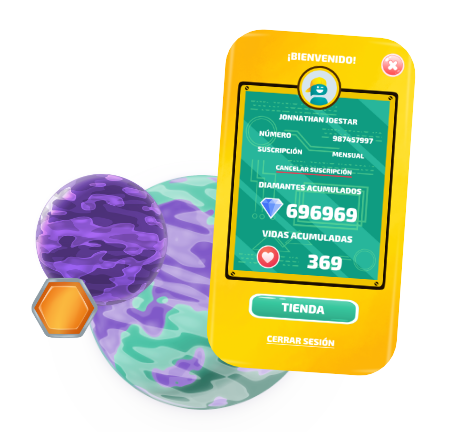 ¡BIENVENIDO!
JONNATHAN JOESTAR
NÚMERO 987457997
SUSCRIPCIÓN MENSUAL
CANCELAR SUSCRIPCIÓN
DIAMANTES ACUMULADOS
696969
VIDAS ACUMULADAS
369
TIENDA
CERRAR SESIÓN